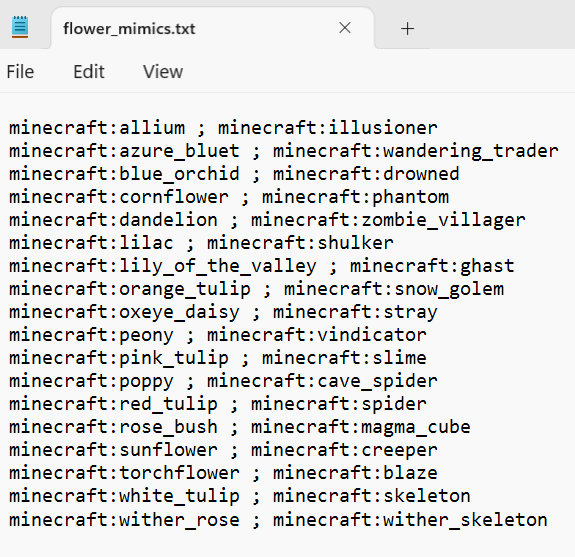 flower_mimics.txt
File Edit View
minecraft:allium ; minecraft:illusioner
minecraft:azure_bluet ; minecraft:wandering_trader
minecraft:blue_orchid ; minecraft:drowned
minecraft:cornflower ; minecraft:phantom
minecraft:dandelion ; minecraft:zombie_villager
minecraft:lilac ; minecraft:shulker
minecraft:lily_of_the_valley ; minecraft:ghast
minecraft:orange_tulip ; minecraft:snow_golem
minecraft:oxeye_daisy ; minecraft:stray
minecraft:peony ; minecraft:vindicator
minecraft:pink_tulip ; minecraft:slime
minecraft:poppy ; minecraft:cave_spider
minecraft:red_tulip ; minecraft:spider
minecraft:rose_bush ; minecraft:magma_cube
minecraft:sunflower ; minecraft:creeper
minecraft:torchflower ; minecraft:blaze
minecraft:white_tulip ; minecraft:skeleton
minecraft:wither_rose ; minecraft:wither_skeleton